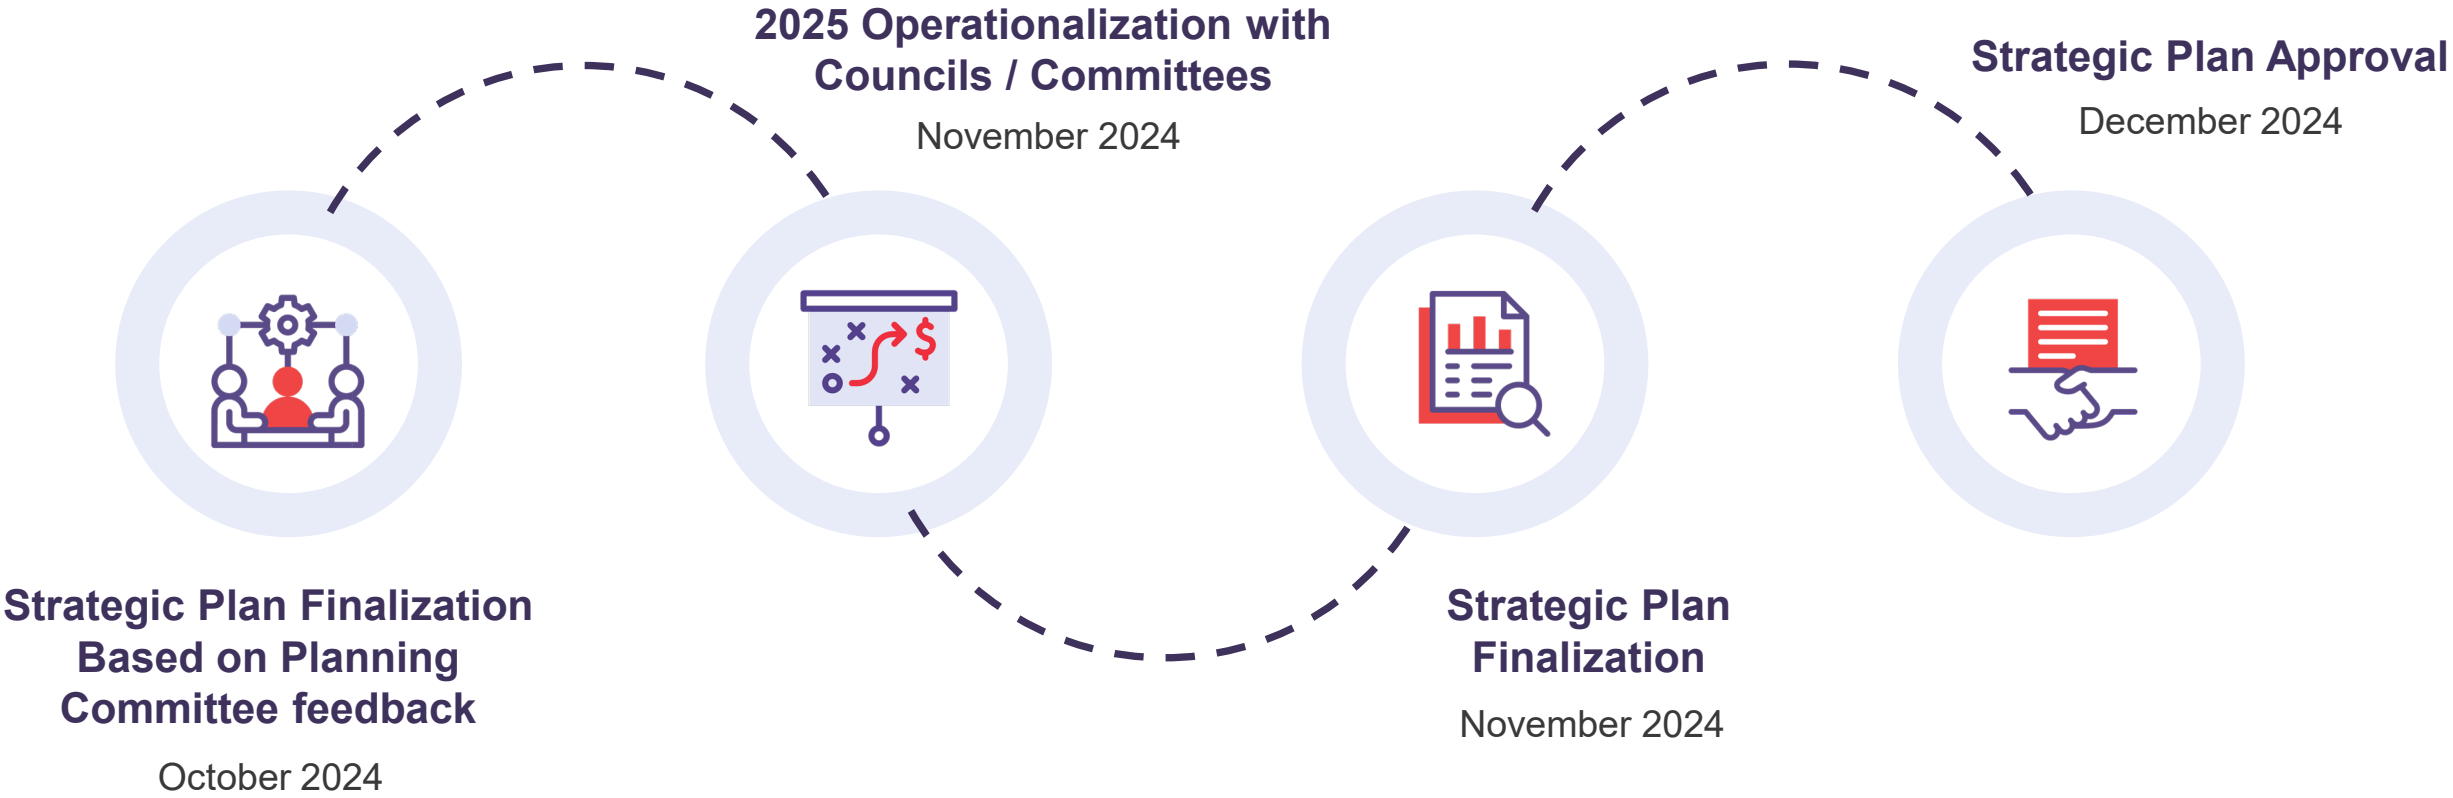 Strategic Plan Finalization
Based on Planning
Committee feedback
October 2024
2025 Operationalization with
Councils / Committees
November 2024
Strategic Plan
Finalization
November 2024
Strategic Plan Approval
December 2024